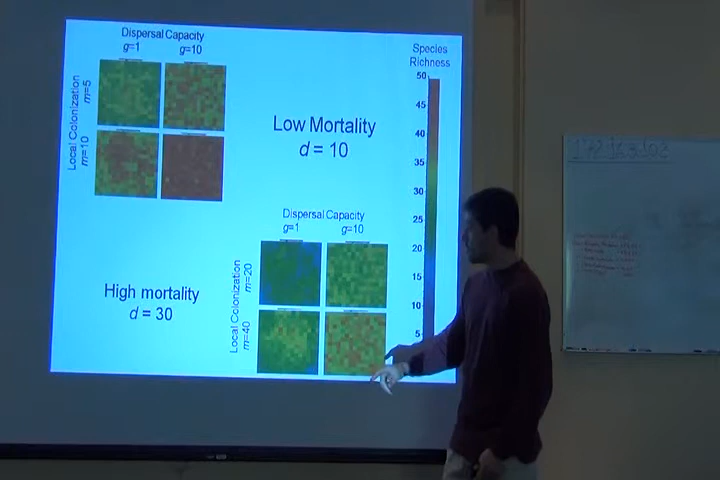 Dispersal Capacity
g=1 g=10
Local Colonization
m=5
m=10
Low Mortality
d = 10
Species
Richness
50
45
40
35
30
25
20
15
10
5
Dispersal Capacity
g=1 g=10
Local Colonization
m=20
m=40
High mortality
d = 30